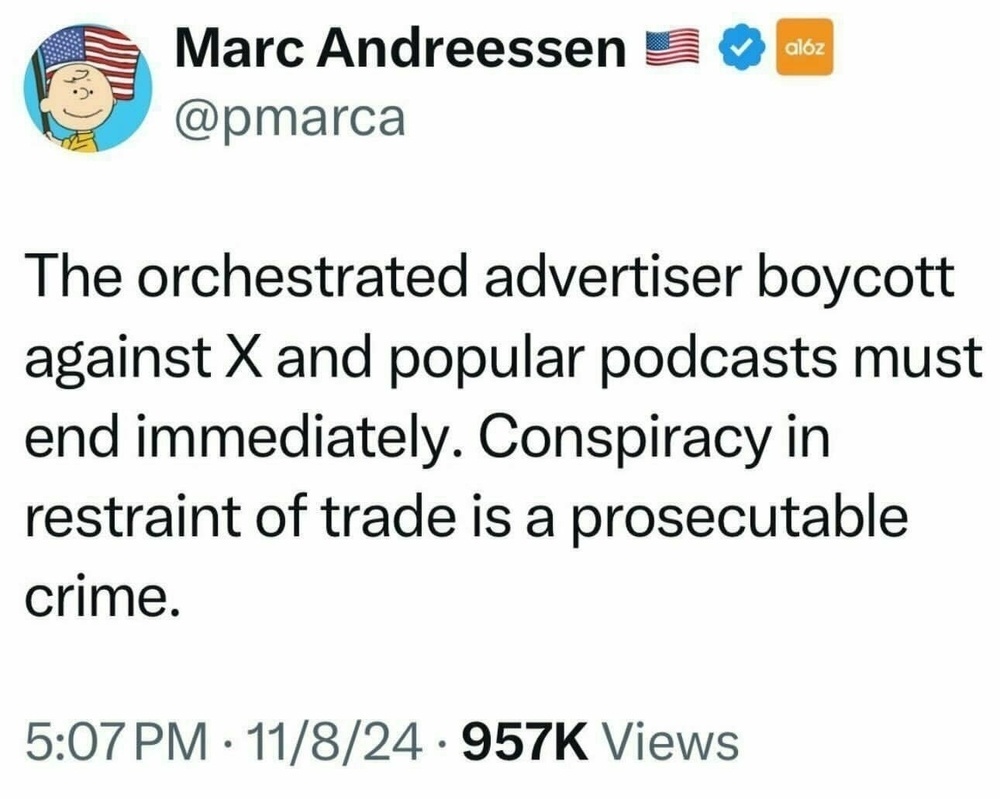 Marc Andreessen 🇺🇸 a16z
@pmarca
The orchestrated advertiser boycott
against X and popular podcasts must
end immediately. Conspiracy in
restraint of trade is a prosecutable
crime.
5:07 PM · 11/8/24 · 957K Views